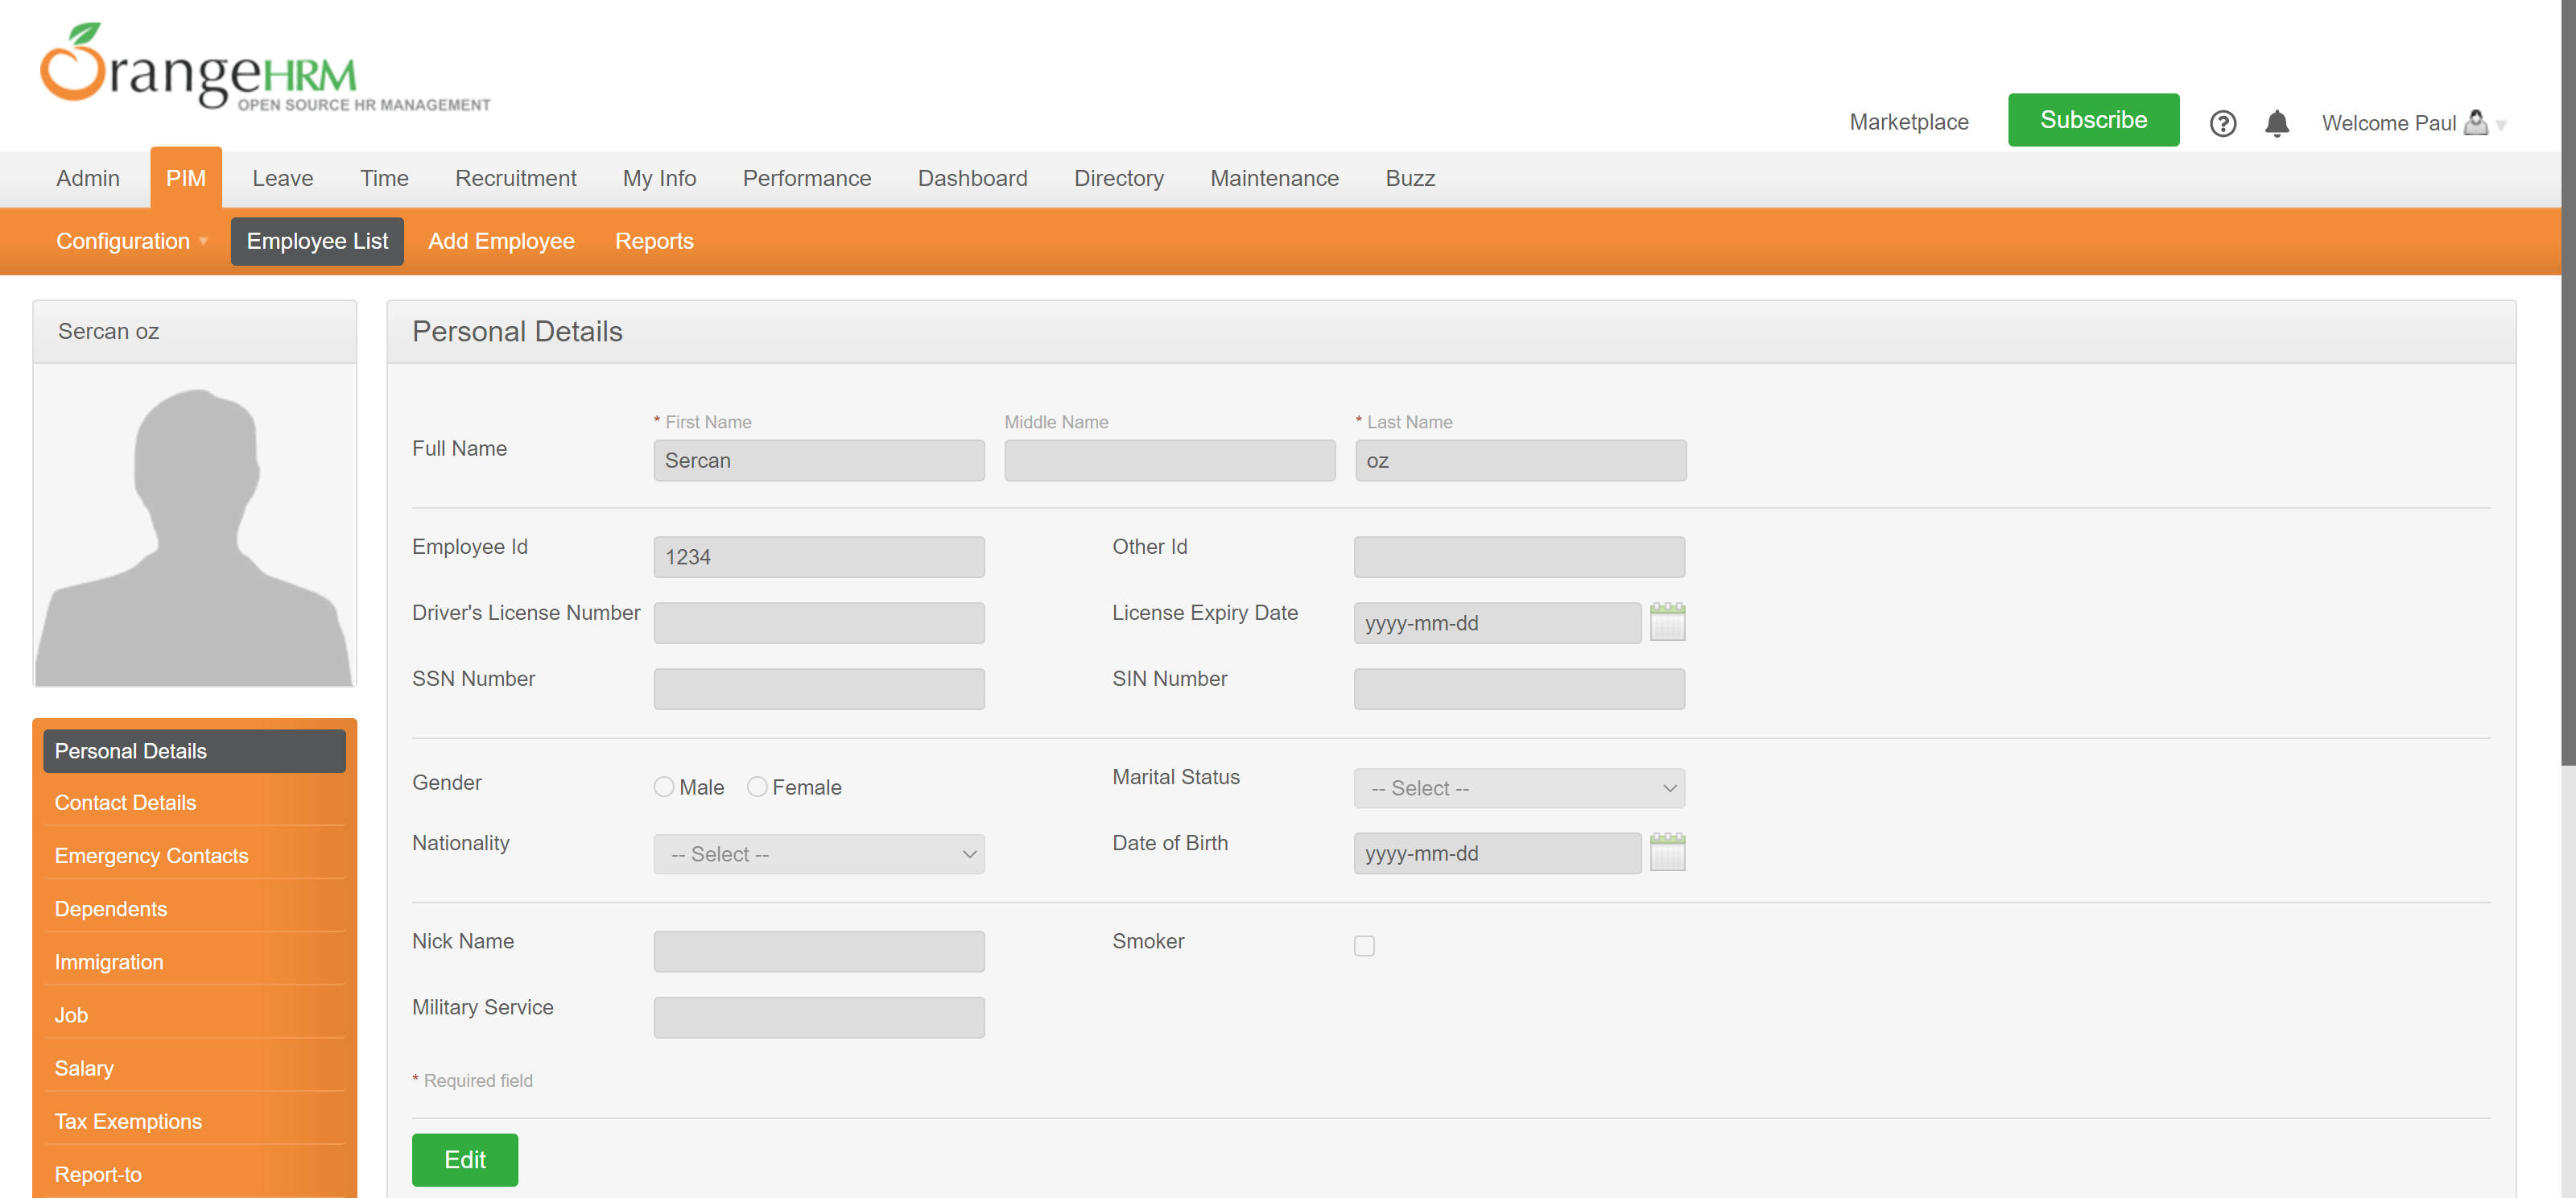 OrangeHRM
OPEN SOURCE HR MANAGEMENT
Marketplace
Subscribe
Welcome Paul
Admin PIM Leave Time Recruitment My Info Performance Dashboard Directory Maintenance Buzz
Configuration Employee List Add Employee Reports
Sercan oz
Personal Details
* First Name Middle Name * Last Name
Full Name Sercan oz
Employee Id 1234 Other Id
Driver's License Number License Expiry Date yyyy-mm-dd
SSN Number SIN Number
Gender Male Female Marital Status -- Select --
Nationality -- Select -- Date of Birth yyyy-mm-dd
Nick Name Smoker
Military Service
* Required field
Edit
Personal Details
Contact Details
Emergency Contacts
Dependents
Immigration
Job
Salary
Tax Exemptions
Report-to